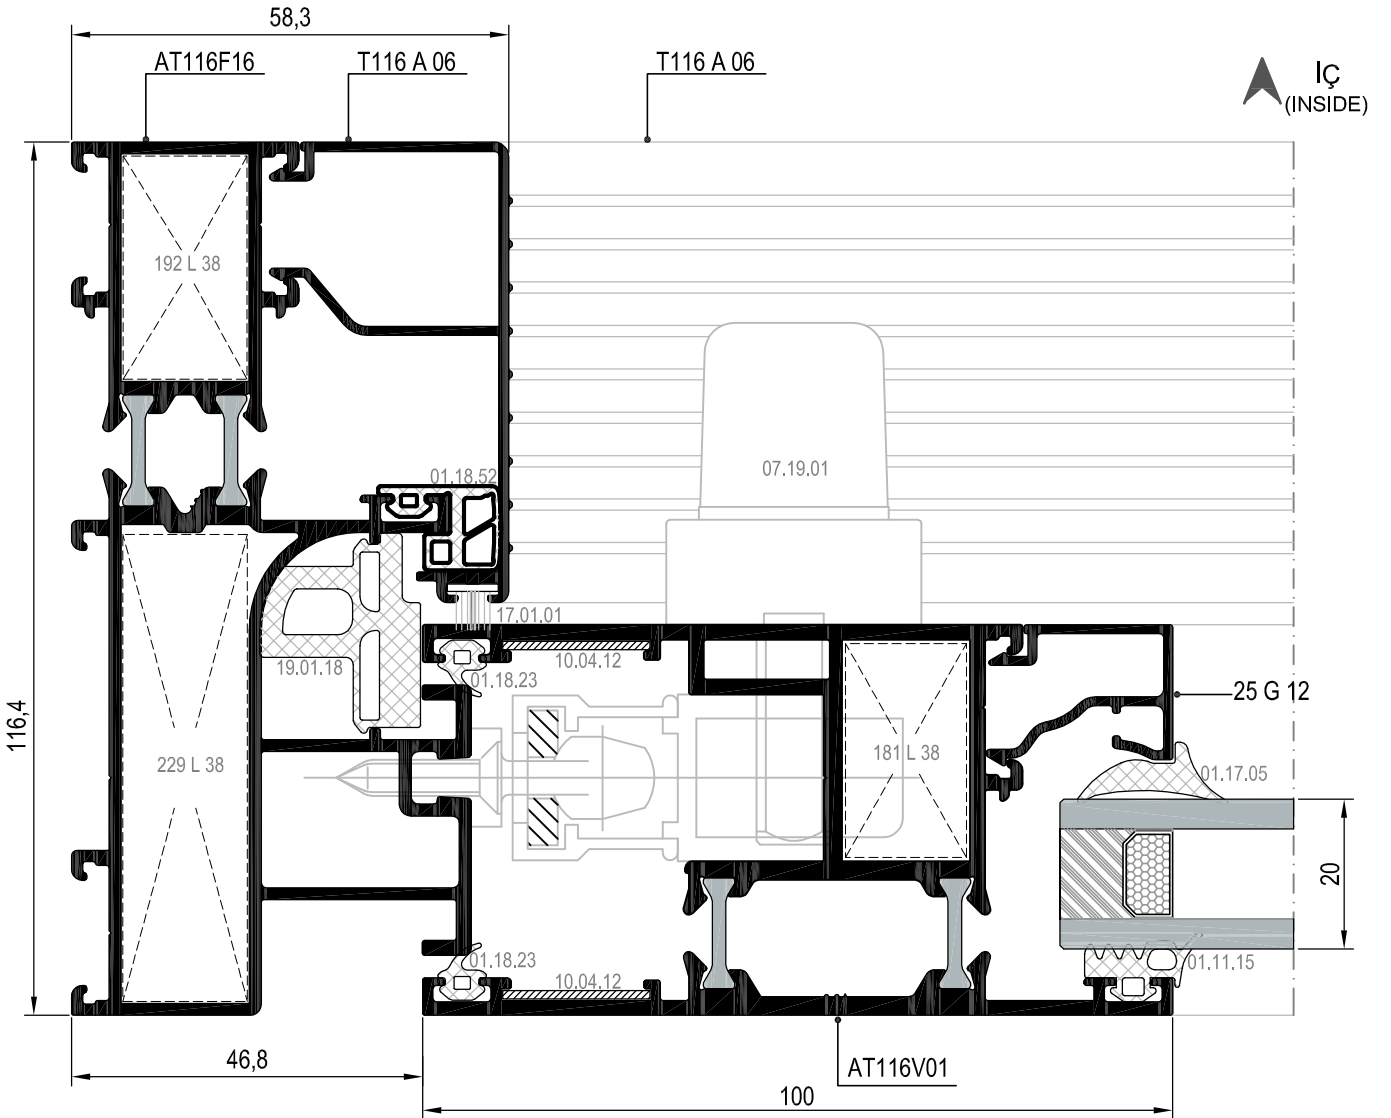 58,3
AT116F16
T116 A 06
T116 A 06
IÇ
(INSIDE)
192 L 38
01.18.52
07.19.01
17.01.01
10.04.12
19.01.18
01.18.23
25 G 12
116,4
229 L 38
181 L 38
01.17.05
20
01.18.23
10.04.12
01.11.15
46,8
AT116V01
100